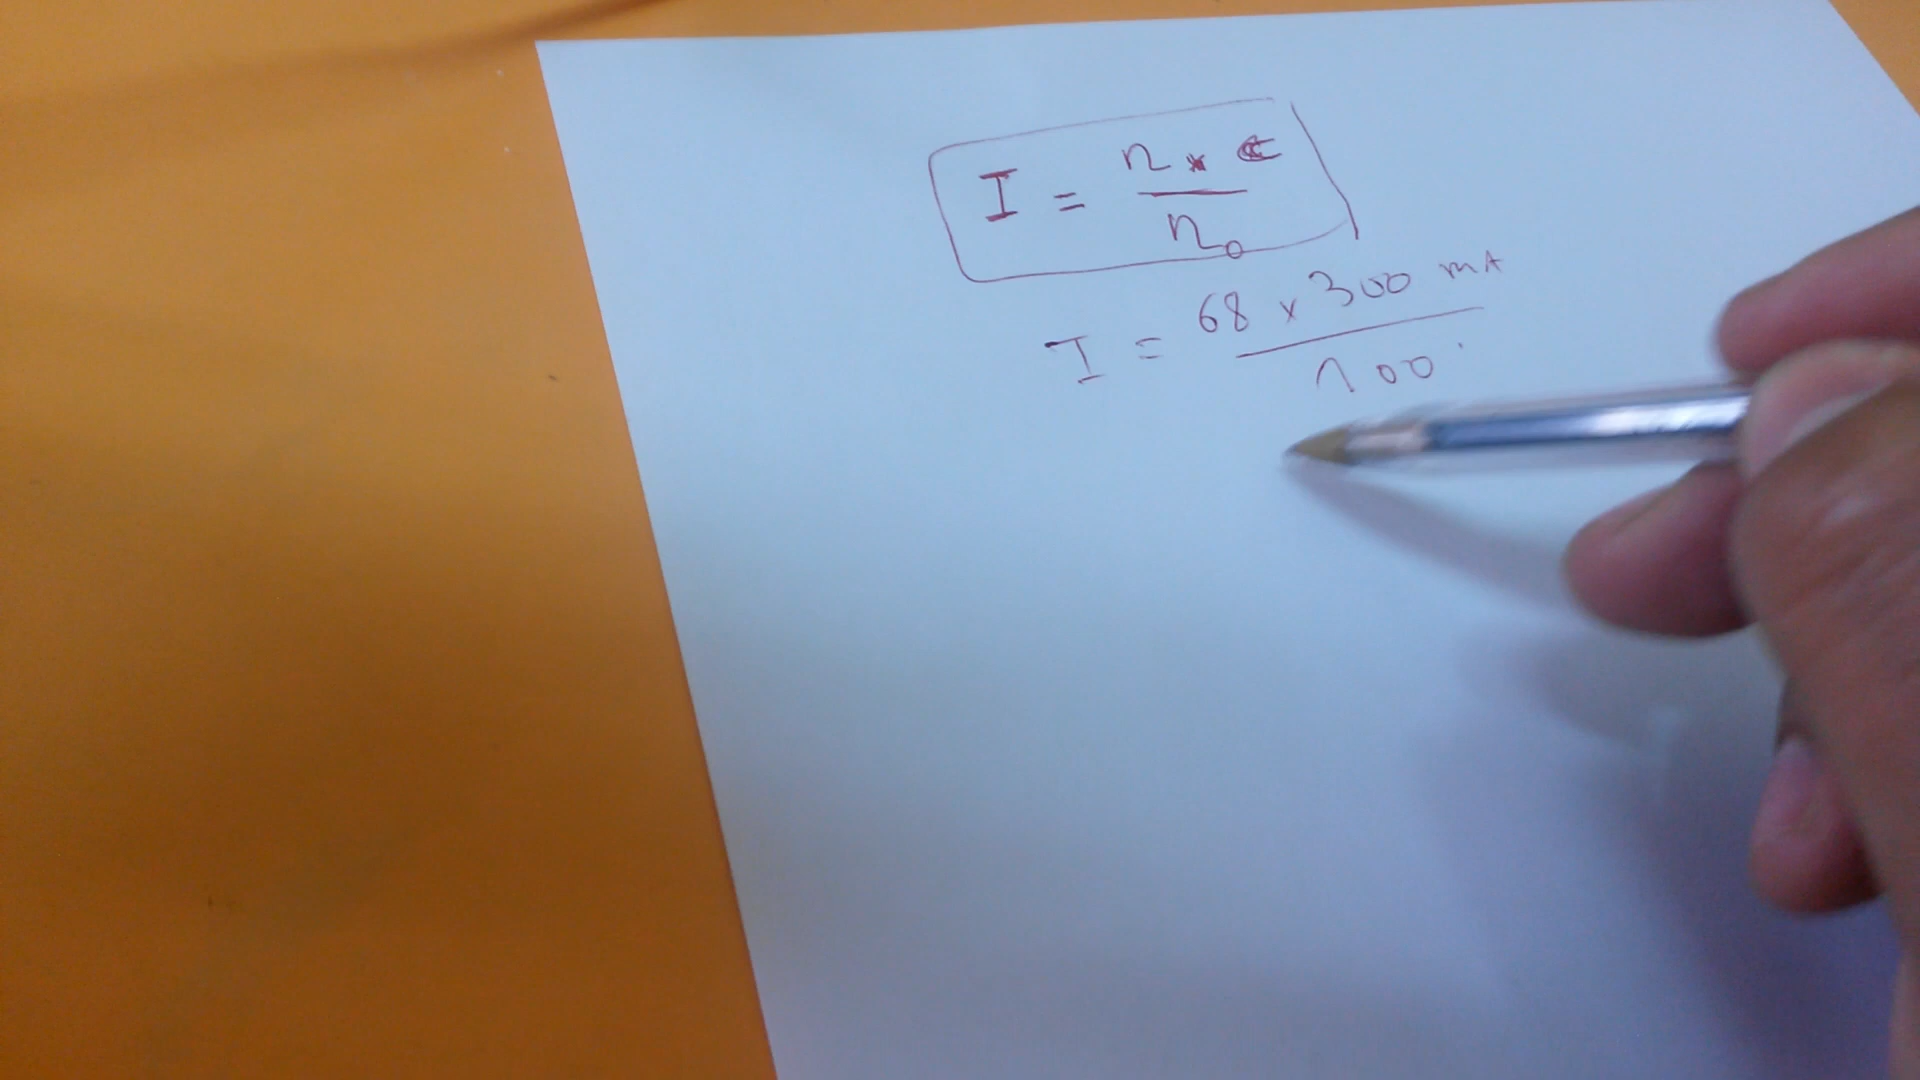 I = n × c / n₀
I = 68 × 300 mA / 100